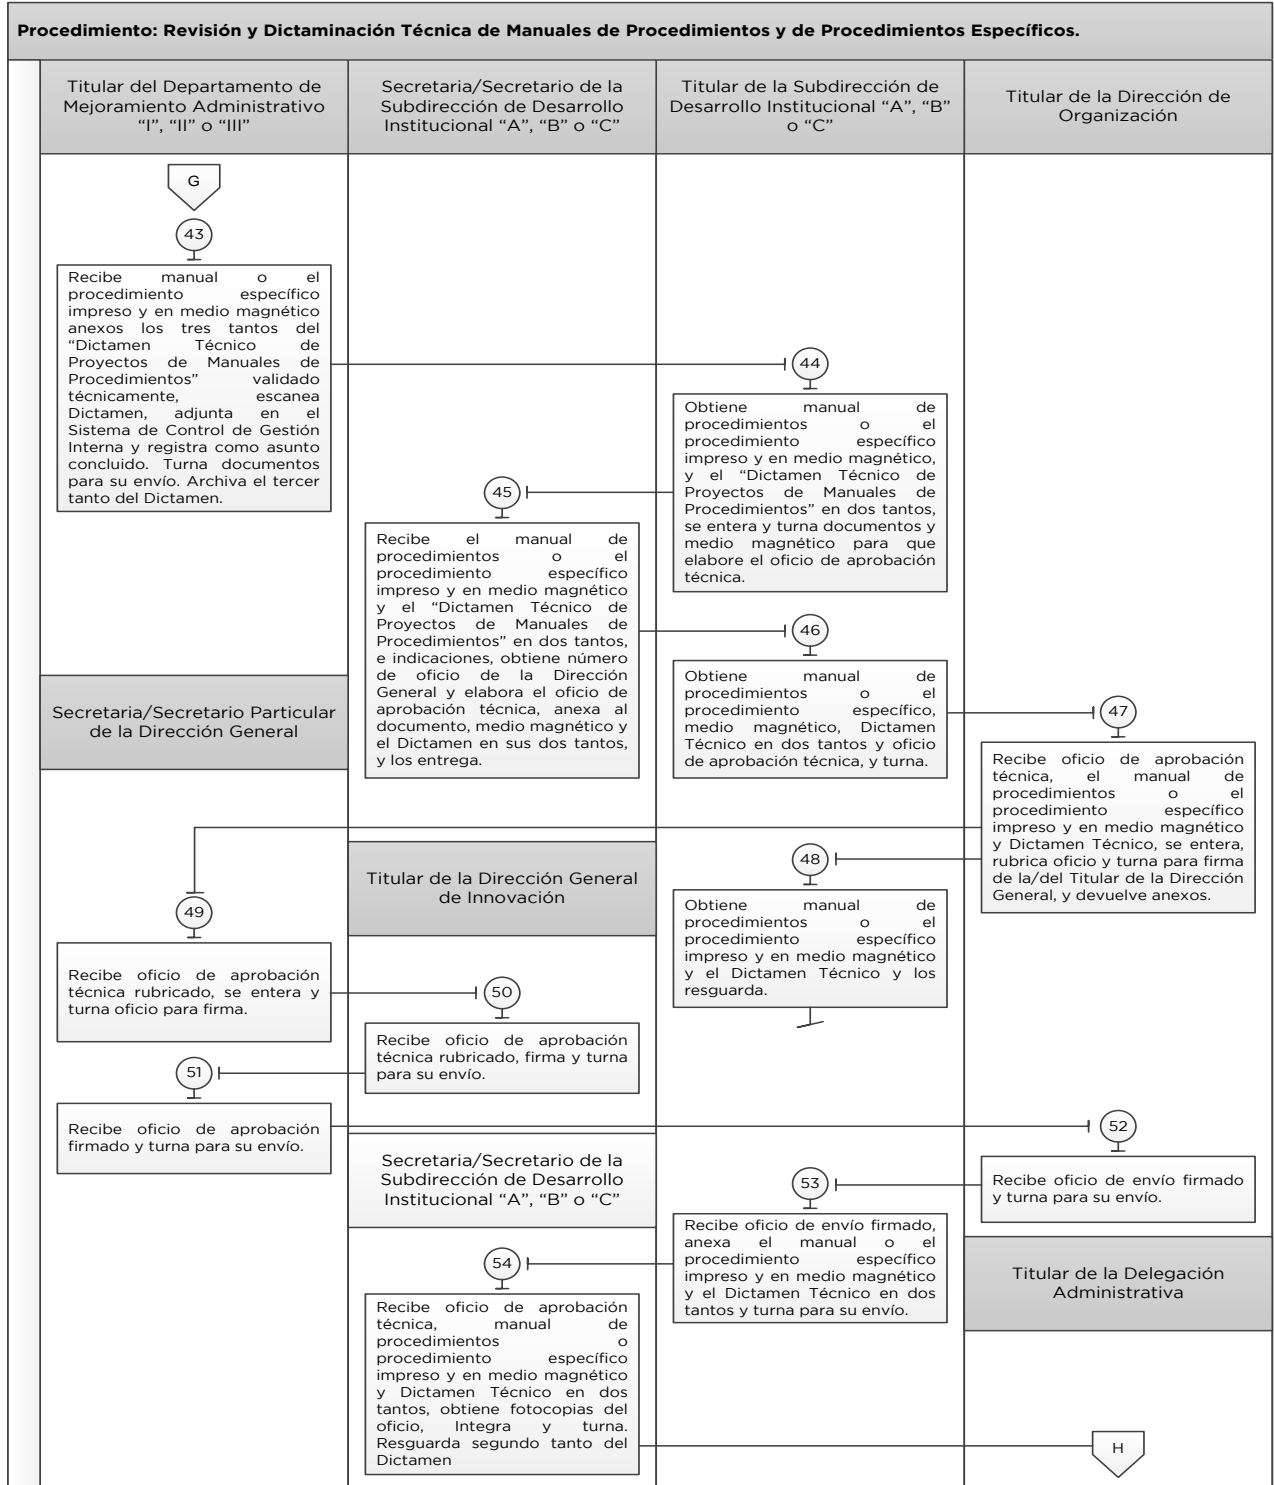 Procedimiento: Revisión y Dictaminación Técnica de Manuales de Procedimientos y de Procedimientos Específicos.
Titular del Departamento de
Mejoramiento Administrativo
“I”, “II” o “III”
Secretaria/Secretario de la
Subdirección de Desarrollo
Institucional “A”, “B” o “C”
Titular de la Subdirección de
Desarrollo Institucional “A”, “B”
o “C”
Titular de la Dirección de
Organización
G
43
Recibe manual o el
procedimiento específico
impreso y en medio magnético
anexos los tres tantos del
“Dictamen Técnico de
Proyectos de Manuales de
Procedimientos” validado
técnicamente, escanea
Dictamen, adjunta en el
Sistema de Control de Gestión
Interna y registra como asunto
concluido. Turna documentos
para su envío. Archiva el tercer
tanto del Dictamen.
44
Obtiene manual de
procedimientos o el
procedimiento específico
impreso y en medio magnético,
y el “Dictamen Técnico de
Proyectos de Manuales de
Procedimientos” en dos tantos,
se entera y turna documentos y
medio magnético para que
elabore el oficio de aprobación
técnica.
45
Recibe el manual de
procedimientos o el
procedimiento específico
impreso y en medio magnético
y el “Dictamen Técnico de
Proyectos de Manuales de
Procedimientos” en dos tantos,
e indicaciones, obtiene número
de oficio de la Dirección
General y elabora el oficio de
aprobación técnica, anexa al
documento, medio magnético y
el Dictamen en sus dos tantos,
y los entrega.
46
Obtiene manual de
procedimientos o el
procedimiento específico,
medio magnético, Dictamen
Técnico en dos tantos y oficio
de aprobación técnica, y turna.
Secretaria/Secretario Particular
de la Dirección General
47
Recibe oficio de aprobación
técnica, el manual de
procedimientos o el
procedimiento específico
impreso y en medio magnético
y Dictamen Técnico, se entera,
rubrica oficio y turna para firma
de la/del Titular de la Dirección
General, y devuelve anexos.
48
Obtiene manual de
procedimientos o el
procedimiento específico
impreso y en medio magnético
y el Dictamen Técnico y los
resguarda.
Titular de la Dirección General
de Innovación
49
Recibe oficio de aprobación
técnica rubricado, se entera y
turna oficio para firma.
50
Recibe oficio de aprobación
técnica rubricado, firma y turna
para su envío.
51
Recibe oficio de aprobación
firmado y turna para su envío.
52
Recibe oficio de envío firmado
y turna para su envío.
Secretaria/Secretario de la
Subdirección de Desarrollo
Institucional “A”, “B” o “C”
53
Recibe oficio de envío firmado,
anexa el manual o el
procedimiento específico
impreso y en medio magnético
y el Dictamen Técnico en dos
tantos y turna para su envío.
Titular de la Delegación
Administrativa
54
Recibe oficio de aprobación
técnica, manual de
procedimientos o
procedimiento específico
impreso y en medio magnético
y Dictamen Técnico en dos
tantos, obtiene fotocopias del
oficio, Integra y turna.
Resguarda segundo tanto del
Dictamen
H